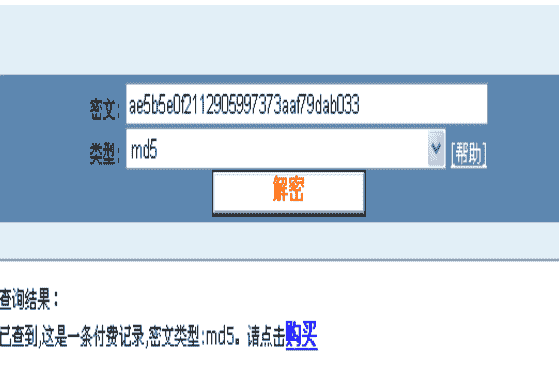 密文: ae5b5e0f2112905997373aaf79dab033
类型: md5 [帮助]
解密
查询结果:
已查到,这是一条付费记录,密文类型:md5。请点击购买